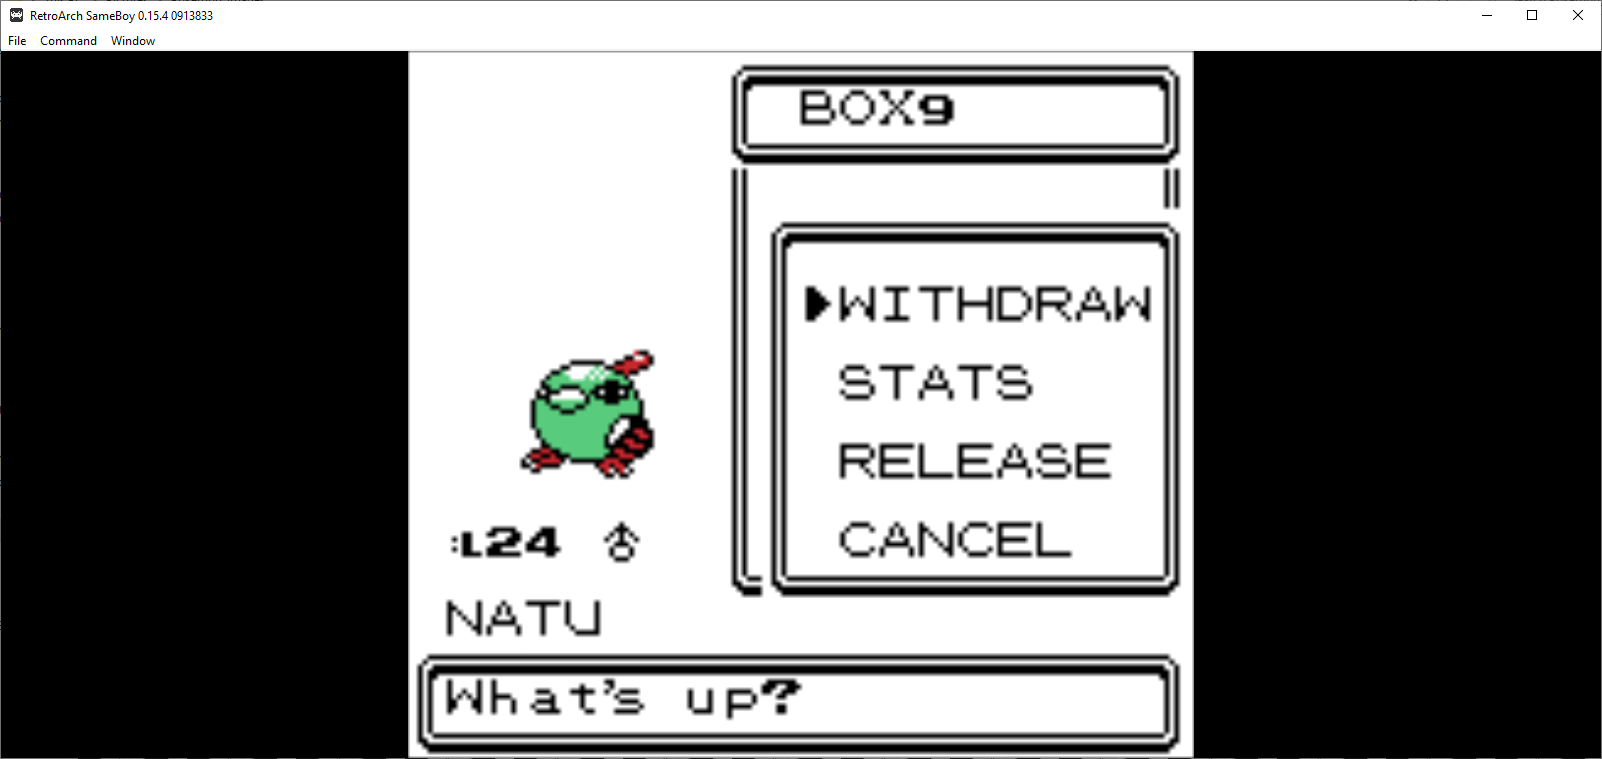 RetroArch SameBoy 0.15.4 0913833
File Command Window
BOX9
WITHDRAW
STATS
RELEASE
CANCEL
:L24 ♂
NATU
What's up?